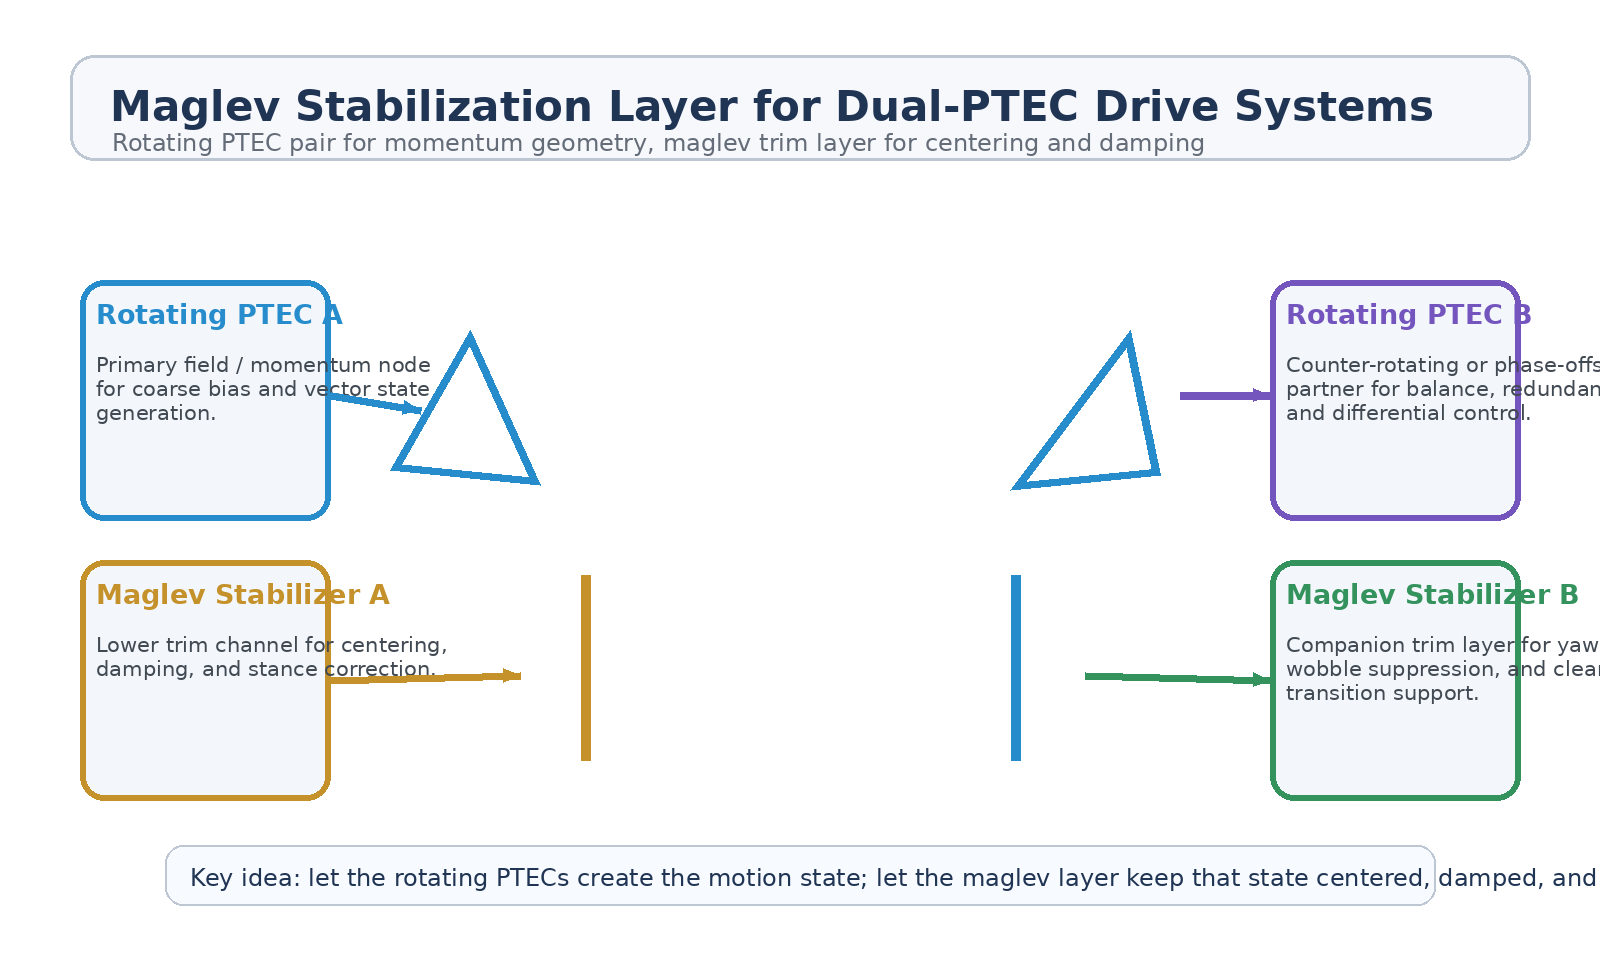 Maglev Stabilization Layer for Dual-PTEC Drive Systems
Rotating PTEC pair for momentum geometry, maglev trim layer for centering and damping
Rotating PTEC A
Primary field / momentum node
for coarse bias and vector state
generation.
Rotating PTEC B
Counter-rotating or phase-offs
partner for balance, redundan
and differential control.
Maglev Stabilizer A
Lower trim channel for centering,
damping, and stance correction.
Maglev Stabilizer B
Companion trim layer for yaw
wobble suppression, and clear
transition support.
Key idea: let the rotating PTECs create the motion state; let the maglev layer keep that state centered, damped, and